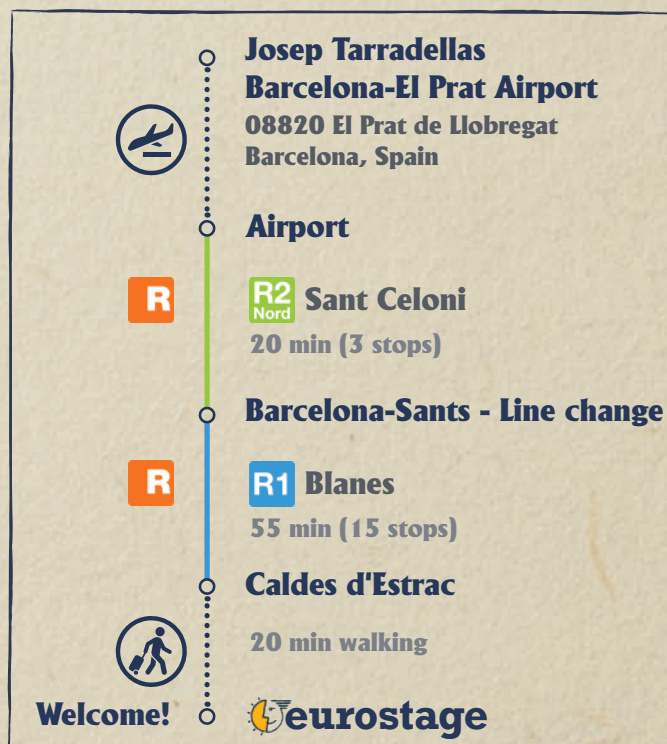 Josep Tarradellas
Barcelona-El Prat Airport
08820 El Prat de Llobregat
Barcelona, Spain
Airport
R
R2
Nord
Sant Celoni
20 min (3 stops)
Barcelona-Sants - Line change
R
R1
Blanes
55 min (15 stops)
Caldes d'Estrac
20 min walking
Welcome!
eurostage